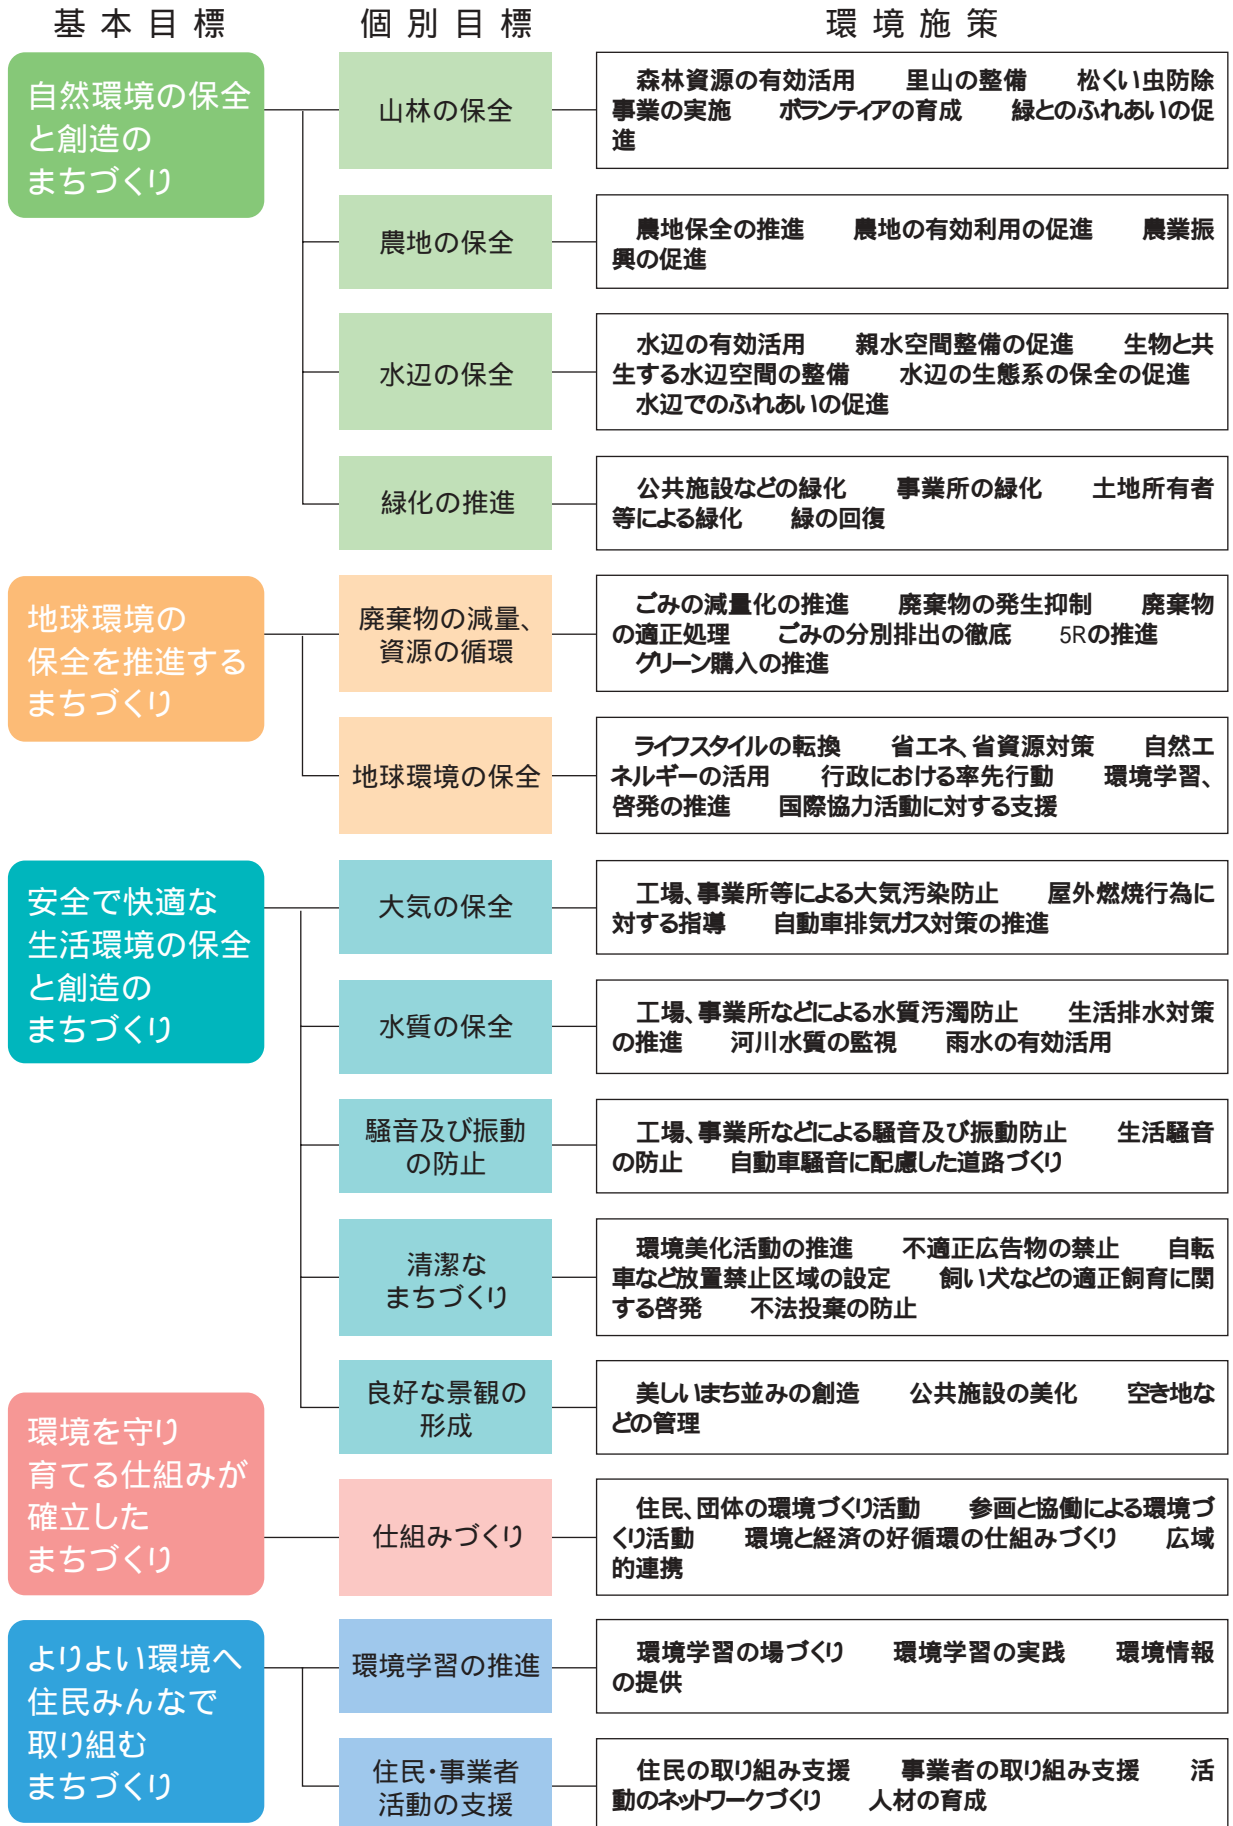 基本目標　個別目標　環境施策
自然環境の保全
と創造の
まちづくり
山林の保全
森林資源の有効活用　里山の整備　松くい虫防除
事業の実施　ボランティアの育成　緑とのふれあいの促
進
農地の保全
農地保全の推進　農地の有効利用の促進　農業振
興の促進
水辺の保全
水辺の有効活用　親水空間整備の促進　生物と共
生する水辺空間の整備　水辺の生態系の保全の促進
水辺でのふれあいの促進
緑化の推進
公共施設などの緑化　事業所の緑化　土地所有者
等による緑化　緑の回復
地球環境の
保全を推進する
まちづくり
廃棄物の減量、
資源の循環
ごみの減量化の推進　廃棄物の発生抑制　廃棄物
の適正処理　ごみの分別排出の徹底　5Rの推進
グリーン購入の推進
地球環境の保全
ライフスタイルの転換　省エネ、省資源対策　自然エ
ネルギーの活用　行政における率先行動　環境学習、
啓発の推進　国際協力活動に対する支援
安全で快適な
生活環境の保全
と創造の
まちづくり
大気の保全
工場、事業所等による大気汚染防止　屋外燃焼行為に
対する指導　自動車排気ガス対策の推進
水質の保全
工場、事業所などによる水質汚濁防止　生活排水対策
の推進　河川水質の監視　雨水の有効活用
騒音及び振動
の防止
工場、事業所などによる騒音及び振動防止　生活騒音
の防止　自動車騒音に配慮した道路づくり
清潔な
まちづくり
環境美化活動の推進　不適正広告物の禁止　自転
車など放置禁止区域の設定　飼い犬などの適正飼育に関
する啓発　不法投棄の防止
良好な景観の
形成
美しいまち並みの創造　公共施設の美化　空き地な
どの管理
環境を守り
育てる仕組みが
確立した
まちづくり
仕組みづくり
住民、団体の環境づくり活動　参画と協働による環境づ
くり活動　環境と経済の好循環の仕組みづくり　広域
的連携
よりよい環境へ
住民みんなで
取り組む
まちづくり
環境学習の推進
環境学習の場づくり　環境学習の実践　環境情報
の提供
住民・事業者
活動の支援
住民の取り組み支援　事業者の取り組み支援　活
動のネットワークづくり　人材の育成